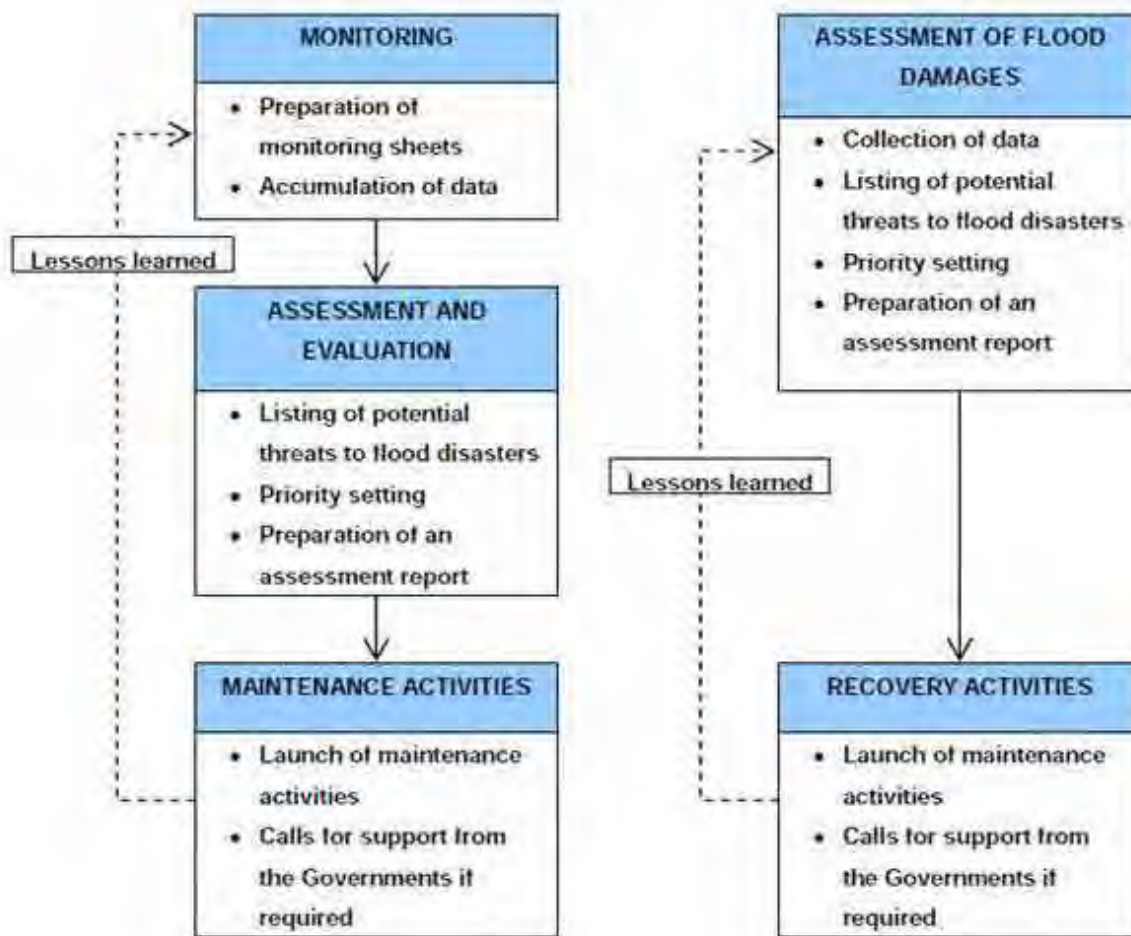 MONITORING
• Preparation of
monitoring sheets
• Accumulation of data
Lessons learned
ASSESSMENT AND
EVALUATION
• Listing of potential
threats to flood disasters
• Priority setting
• Preparation of an
assessment report
MAINTENANCE ACTIVITIES
• Launch of maintenance
activities
• Calls for support from
the Governments if
required
ASSESSMENT OF FLOOD
DAMAGES
• Collection of data
• Listing of potential
threats to flood disasters
• Priority setting
• Preparation of an
assessment report
Lessons learned
RECOVERY ACTIVITIES
• Launch of maintenance
activities
• Calls for support from
the Governments if
required